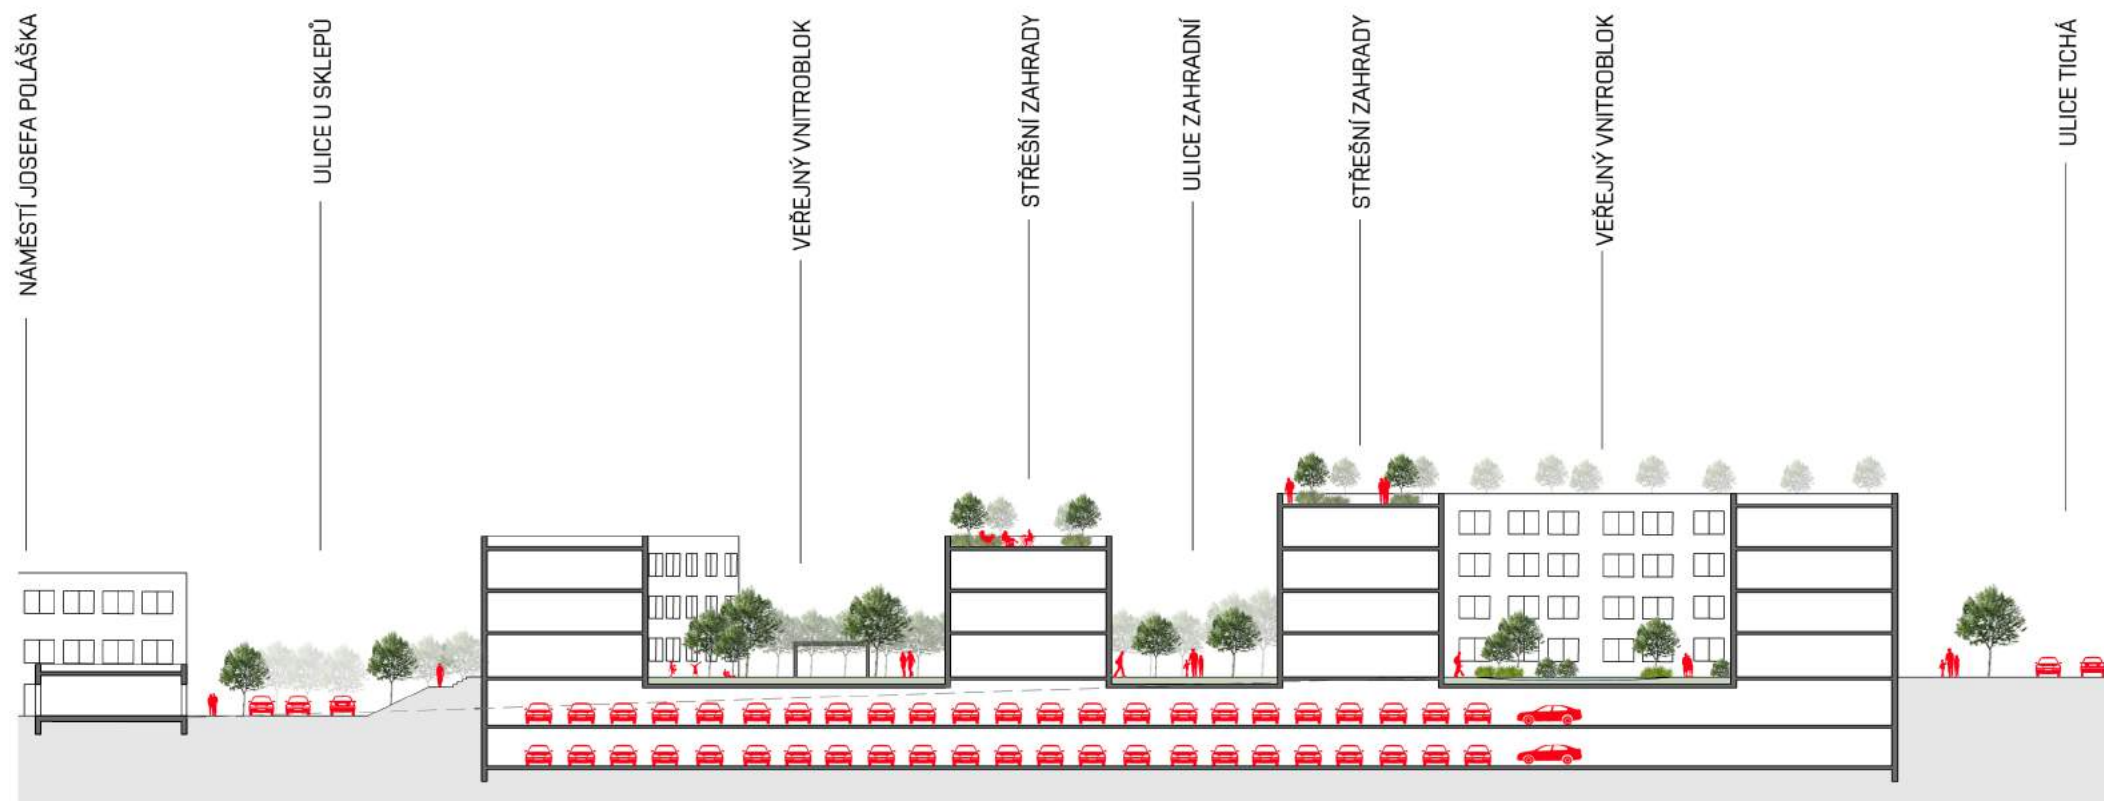 NÁMĚSTÍ JOSEFA POLÁŠKA
ULICE U SKLEPŮ
VEŘEJNÝ VNITROBLOK
STŘEŠNÍ ZAHRADY
ULICE ZAHRADNÍ
STŘEŠNÍ ZAHRADY
VEŘEJNÝ VNITROBLOK
ULICE TICHÁ